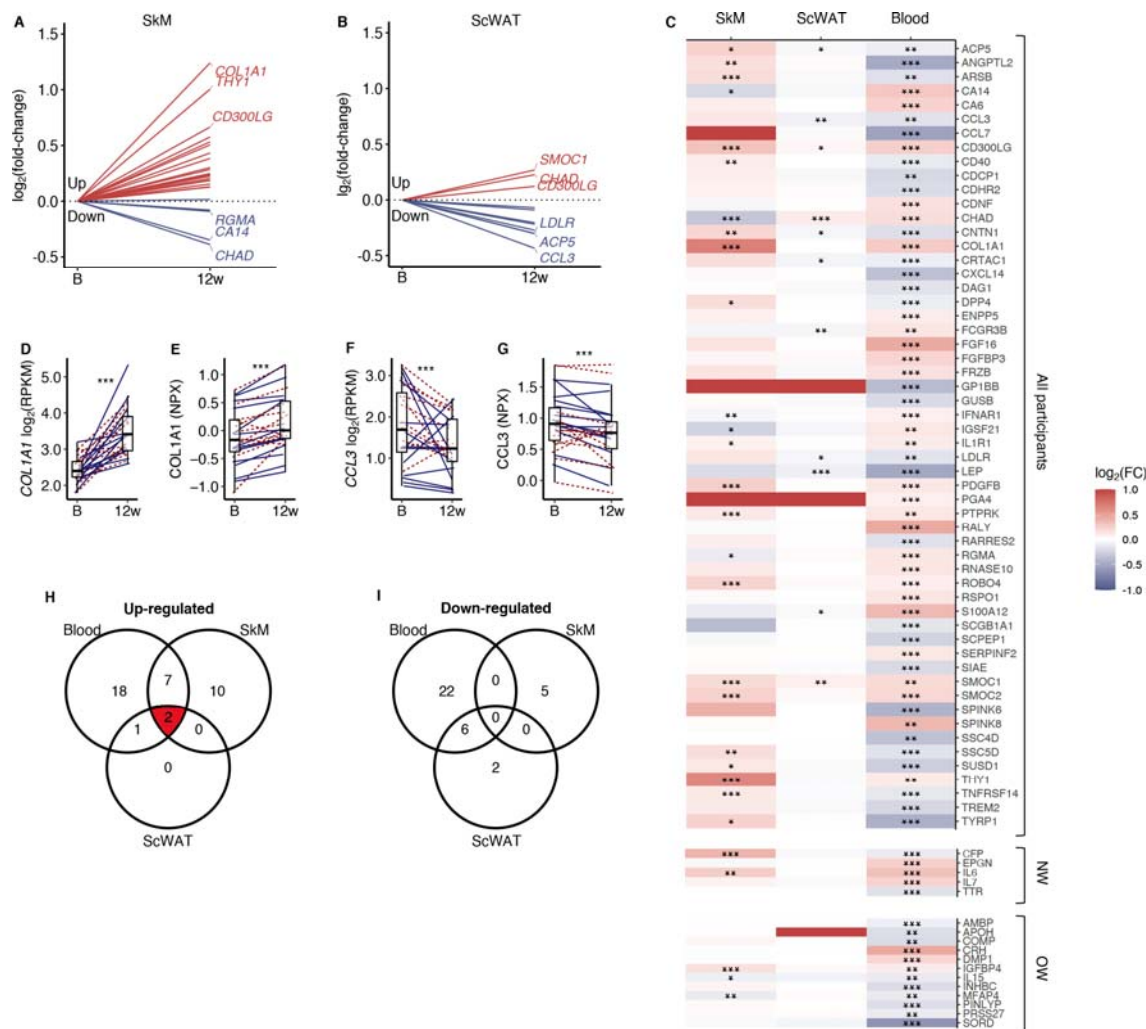 A
SkM
log₂(fold-change)
1.5
1.0
0.5
0.0
-0.5
Up
Down
COL1A1
THY1
CD300LG
RGMA
CA14
CHAD
B
12w
B
ScWAT
log₂(fold-change)
1.5
1.0
0.5
0.0
-0.5
Up
Down
SMOC1
CHAD
CD300LG
LDLR
ACP5
CCL3
B
12w
C
SkM ScWAT Blood
* * ** ACP5
** *** ANGPTL2
*** ** ARSB
* *** CA14
*** CA6
** ** CCL3
*** CCL7
*** * *** CD300LG
** *** CD40
** CDCP1
*** CDHR2
*** CDNF
*** *** *** CHAD
** * *** CNTN1
*** *** COL1A1
* *** CRTAC1
*** CXCL14
*** DAG1
* *** DPP4
*** ENPP5
** ** FCGR3B
*** FGF16
*** FGFBP3
*** FRZB
*** GP1BB
*** GUSB
** *** IFNAR1
* ** IGSF21
* ** IL1R1
* ** LDLR
*** *** LEP
*** *** PDGFB
*** PGA4
*** ** PTPRK
*** RALY
*** RARRES2
* *** RGMA
*** RNASE10
*** *** ROBO4
*** RSPO1
* *** S100A12
*** SCGB1A1
*** SCPEP1
*** SERPINF2
*** SIAE
*** ** ** SMOC1
*** *** SMOC2
*** SPINK6
** SPINK8
** SSC4D
** *** SSC5D
* *** SUSD1
*** ** THY1
*** *** TNFRSF14
*** TREM2
* *** TYRP1
All participants
*** *** CFP
*** EPGN
** *** IL6
*** IL7
*** TTR
NW
*** AMBP
** APOH
** COMP
*** CRH
*** DMP1
*** ** IGFBP4
* ** IL15
*** INHBC
** ** MFAP4
*** PINLYP
** PRSS27
*** SORD
OW
log₂(FC)
1.0
0.5
0.0
-0.5
-1.0
D
COL1A1 log₂(RPKM)
5.0
4.0
3.0
2.0
***
B 12w
E
COL1A1 (NPX)
1.0
0.5
0.0
−0.5
−1.0
***
B 12w
F
CCL3 log₂(RPKM)
3.0
2.0
1.0
***
B 12w
G
CCL3 (NPX)
1.5
1.0
0.5
0.0
***
B 12w
H
Up-regulated
Blood
SkM
18
7
10
2
1
0
0
ScWAT
I
Down-regulated
Blood
SkM
22
0
5
0
6
0
2
ScWAT